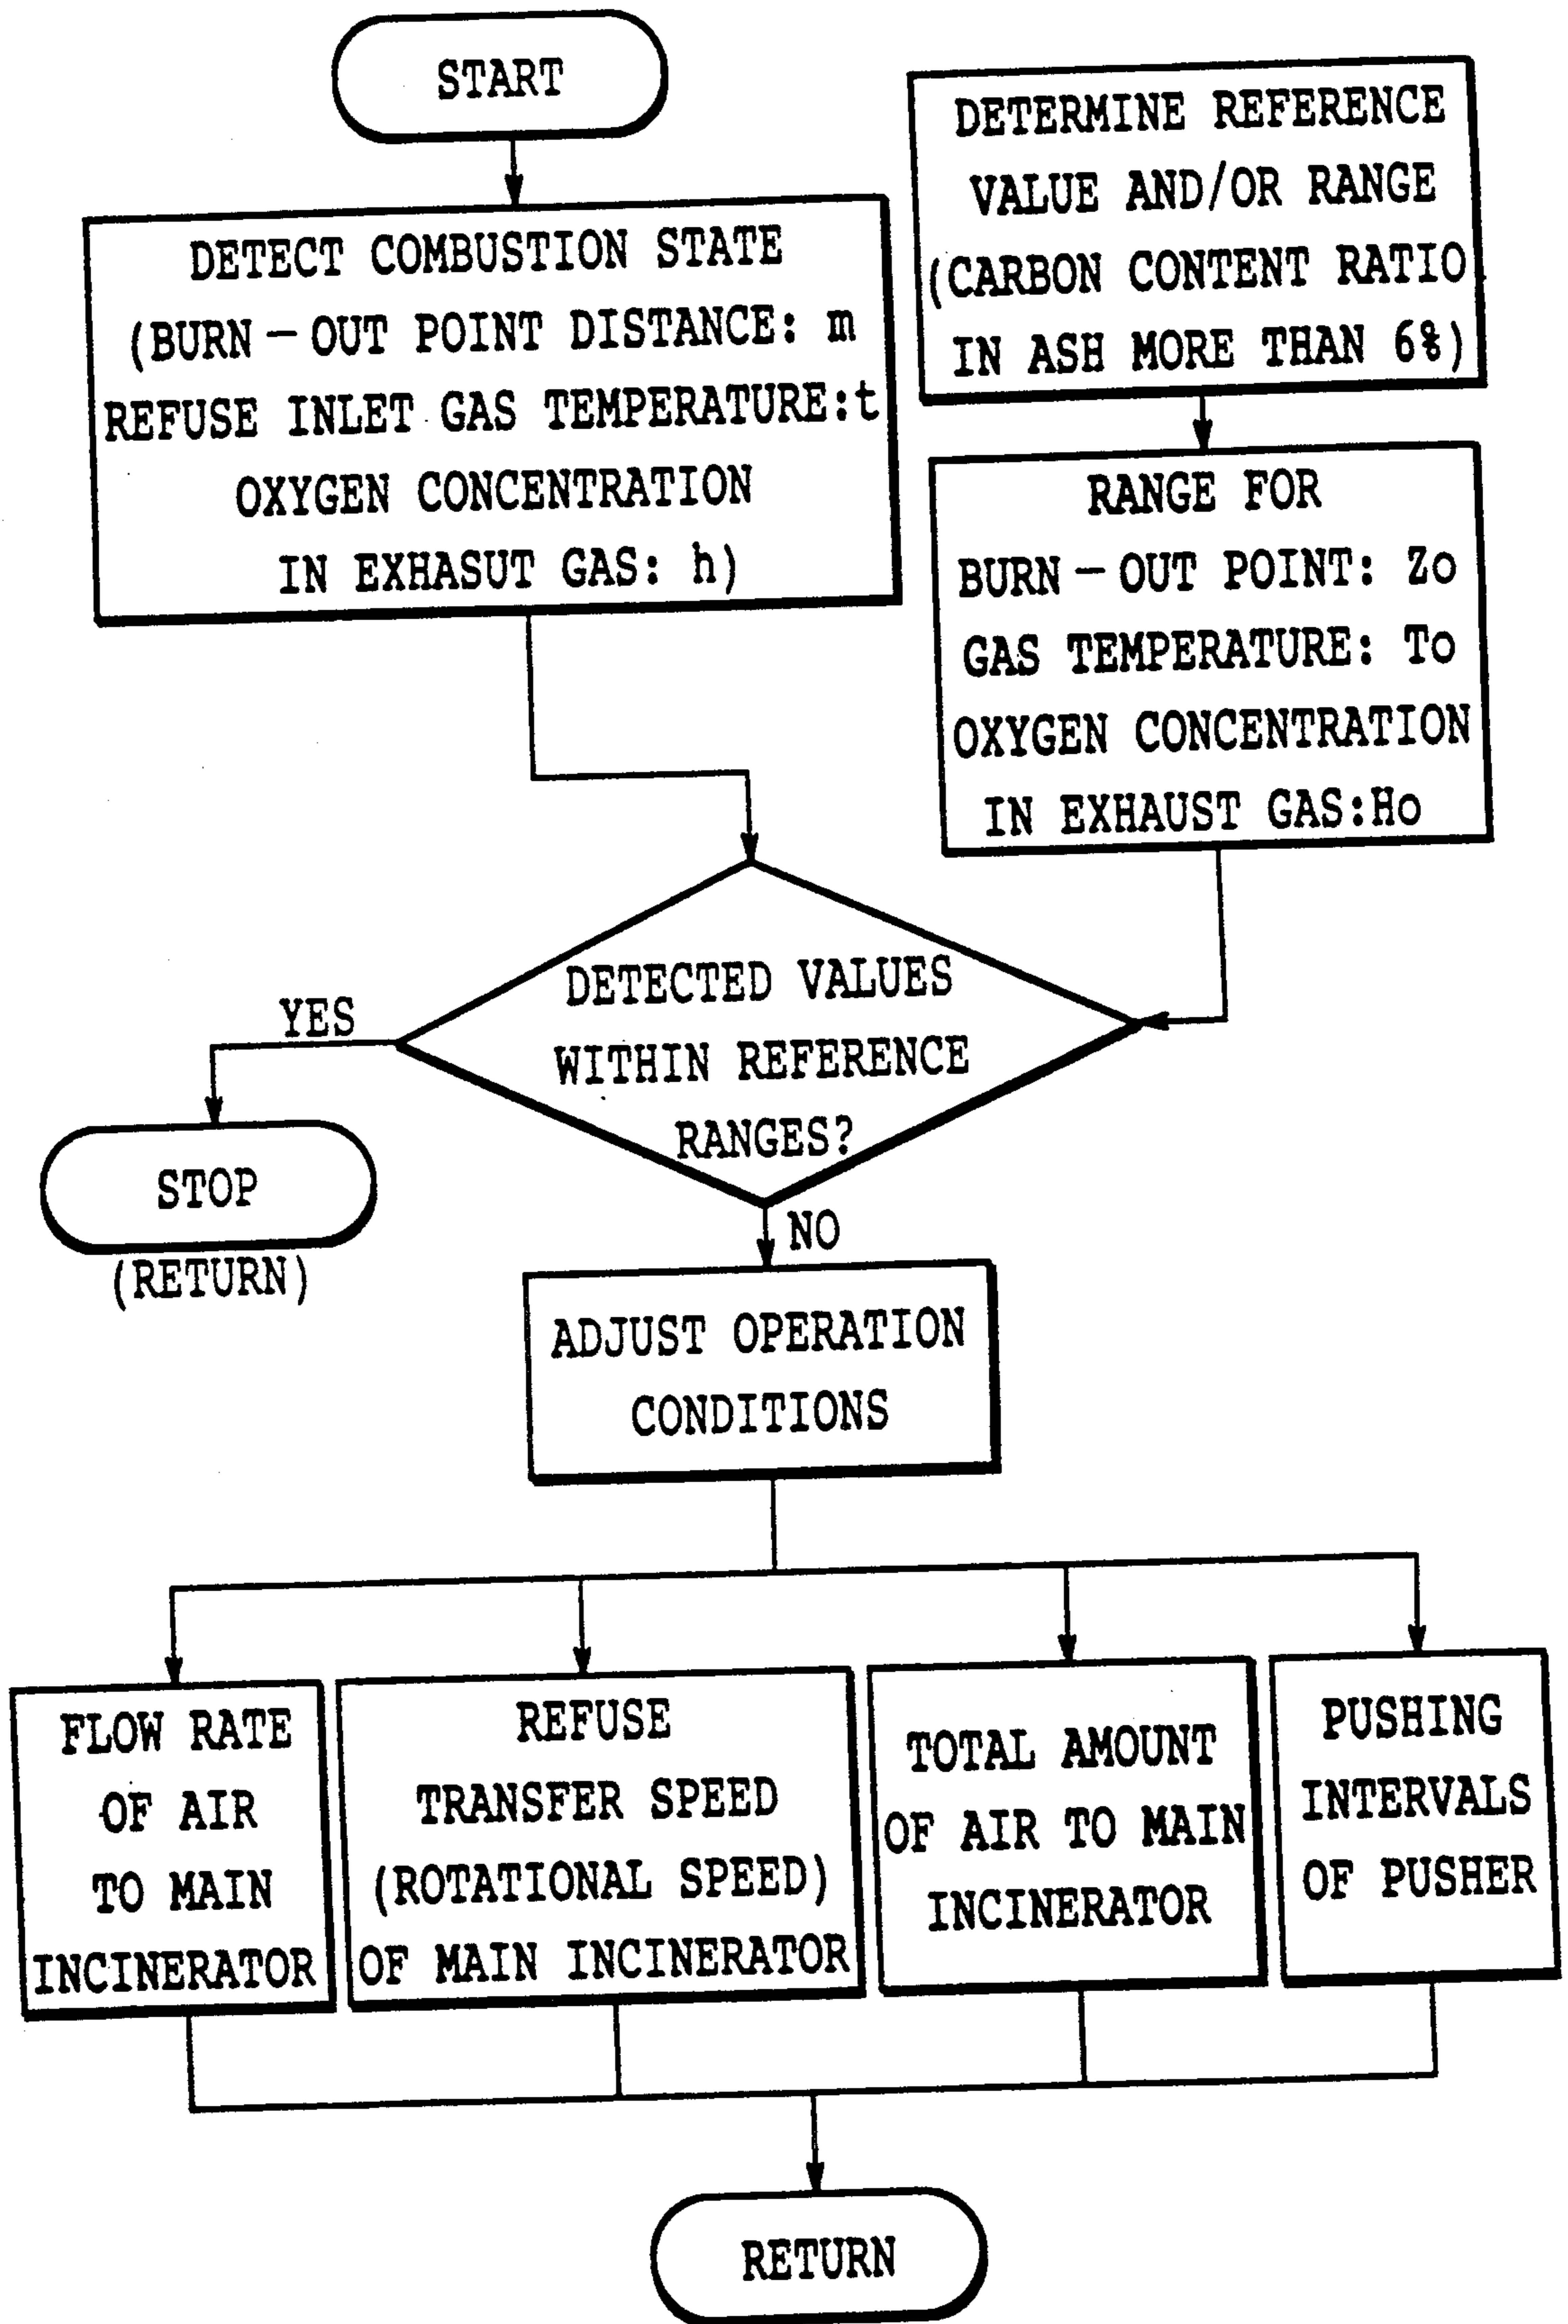 START
DETECT COMBUSTION STATE
(BURN-OUT POINT DISTANCE: m
REFUSE INLET GAS TEMPERATURE:t
OXYGEN CONCENTRATION
IN EXHASUT GAS: h)
DETERMINE REFERENCE
VALUE AND/OR RANGE
(CARBON CONTENT RATIO
IN ASH MORE THAN 6%)
RANGE FOR
BURN-OUT POINT: Zo
GAS TEMPERATURE: To
OXYGEN CONCENTRATION
IN EXHAUST GAS:Ho
DETECTED VALUES
WITHIN REFERENCE
RANGES?
YES
STOP
(RETURN)
NO
ADJUST OPERATION
CONDITIONS
FLOW RATE
OF AIR
TO MAIN
INCINERATOR
REFUSE
TRANSFER SPEED
(ROTATIONAL SPEED)
OF MAIN INCINERATOR
TOTAL AMOUNT
OF AIR TO MAIN
INCINERATOR
PUSHING
INTERVALS
OF PUSHER
RETURN